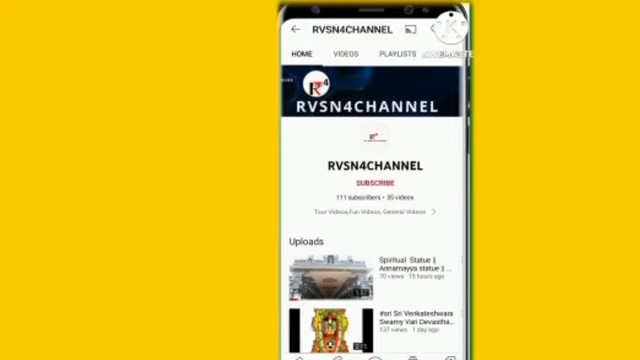 RVSN4CHANNEL
HOME VIDEOS PLAYLISTS
R4
RVSN4CHANNEL
RVSN4CHANNEL
SUBSCRIBE
111 subscribers • 35 videos
Tour Videos,Fun Videos, General Videos
Uploads
Spiritual Statue ||
Annamayya statue || ...
70 views · 15 hours ago
#sri Sri Venkateshwara
Swamy Vari Devastha...
137 views · 1 day ago